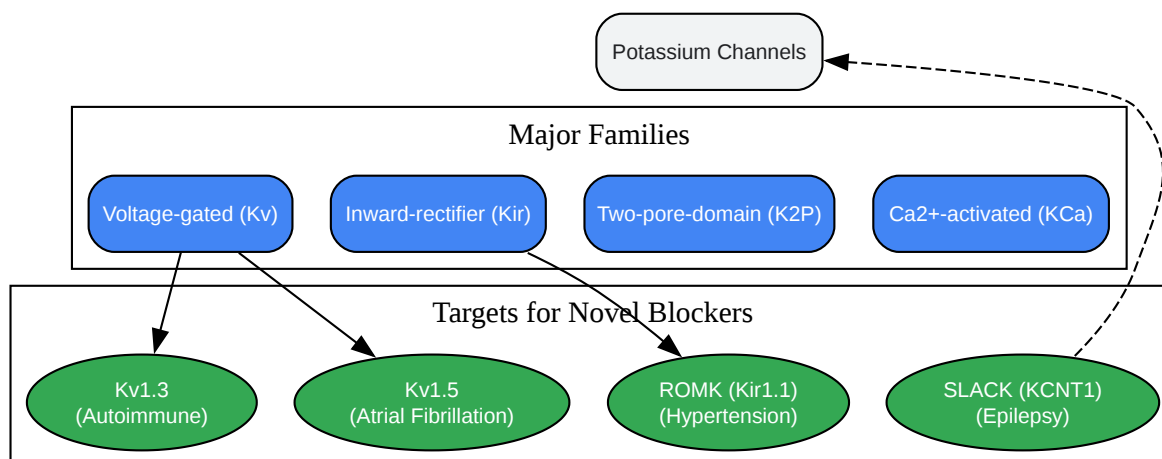 Potassium Channels
Major Families
Voltage-gated (Kv)
Inward-rectifier (Kir)
Two-pore-domain (K2P)
Ca2+-activated (KCa)
Targets for Novel Blockers
Kv1.3
(Autoimmune)
Kv1.5
(Atrial Fibrillation)
ROMK (Kir1.1)
(Hypertension)
SLACK (KCNT1)
(Epilepsy)